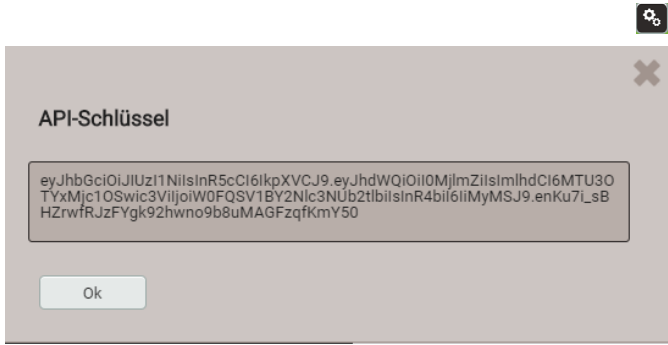 API-Schlüssel
eyJhbGciOiJIUzI1NiIsInR5cCI6IkpXVCJ9.eyJhdWQiOiI0MjlmZiIsImlhdCI6MTU3O
TYxMjc1OSwic3ViIjoiW0FQSV1BY2Nlc3NUb2tlbiIsInR4biI6IiMyMSJ9.enKu7i_sB
HZrwfRJzFYgk92hwno9b8uMAGFzqfKmY50
Ok